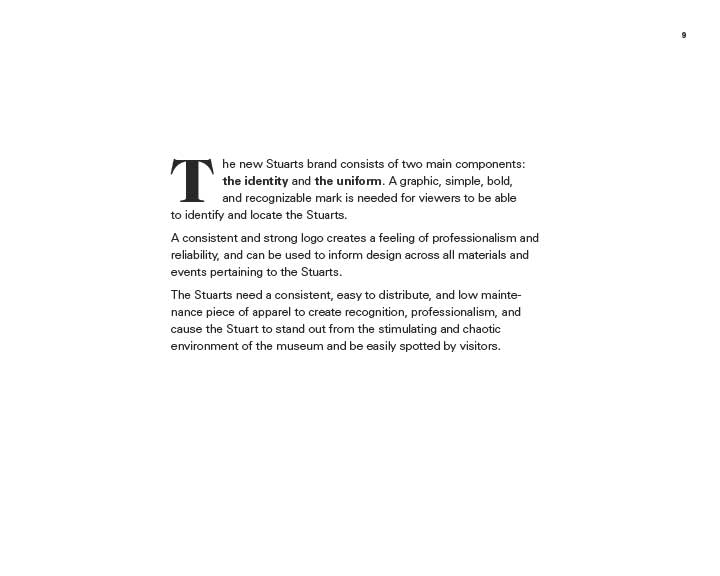 9
The new Stuarts brand consists of two main components:
the identity and the uniform. A graphic, simple, bold,
and recognizable mark is needed for viewers to be able
to identify and locate the Stuarts.
A consistent and strong logo creates a feeling of professionalism and
reliability, and can be used to inform design across all materials and
events pertaining to the Stuarts.
The Stuarts need a consistent, easy to distribute, and low mainte-
nance piece of apparel to create recognition, professionalism, and
cause the Stuart to stand out from the stimulating and chaotic
environment of the museum and be easily spotted by visitors.